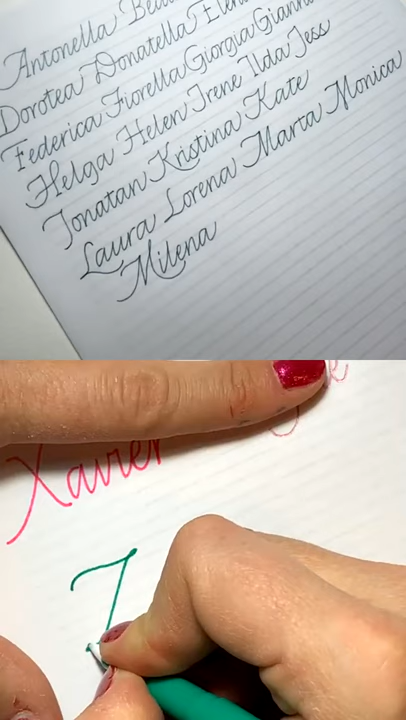 Antonella
Dorotea Donatella
Federica Fiorella Giorgia
Helga Helen Irene Ilda Jess
Jonatan Kristina Kate
Laura Lorena Marta Monica
Milena
Xavier